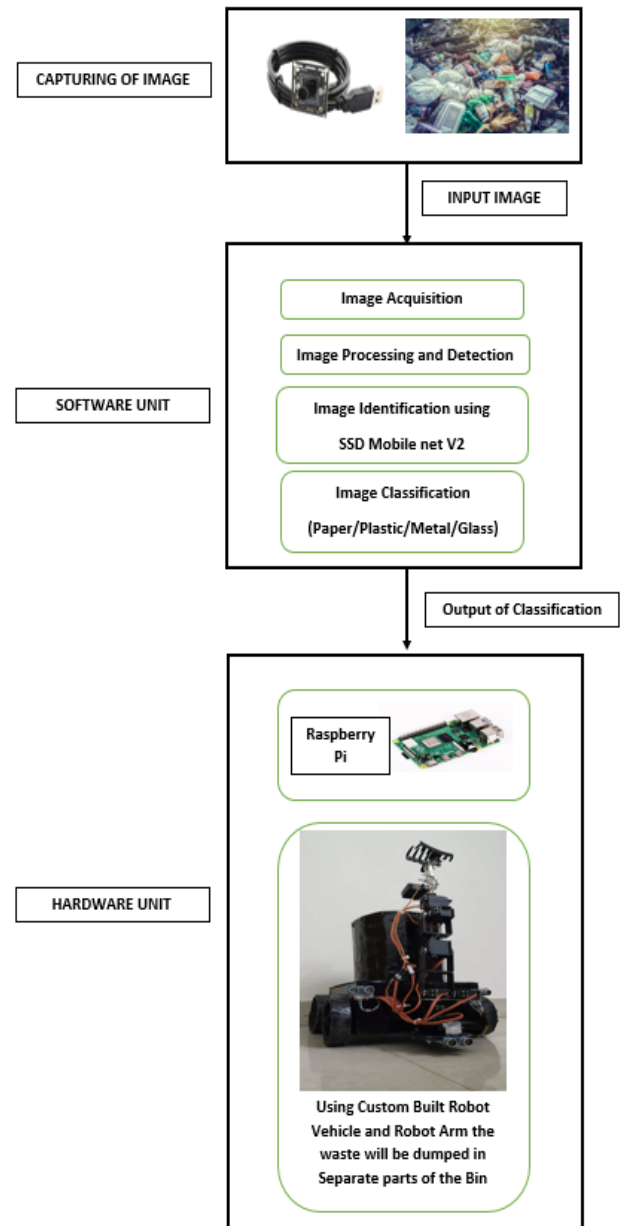 CAPTURING OF IMAGE
INPUT IMAGE
SOFTWARE UNIT
Image Acquisition
Image Processing and Detection
Image Identification using
SSD Mobile net V2
Image Classification
(Paper/Plastic/Metal/Glass)
Output of Classification
HARDWARE UNIT
Raspberry
Pi
Using Custom Built Robot
Vehicle and Robot Arm the
waste will be dumped in
Separate parts of the Bin